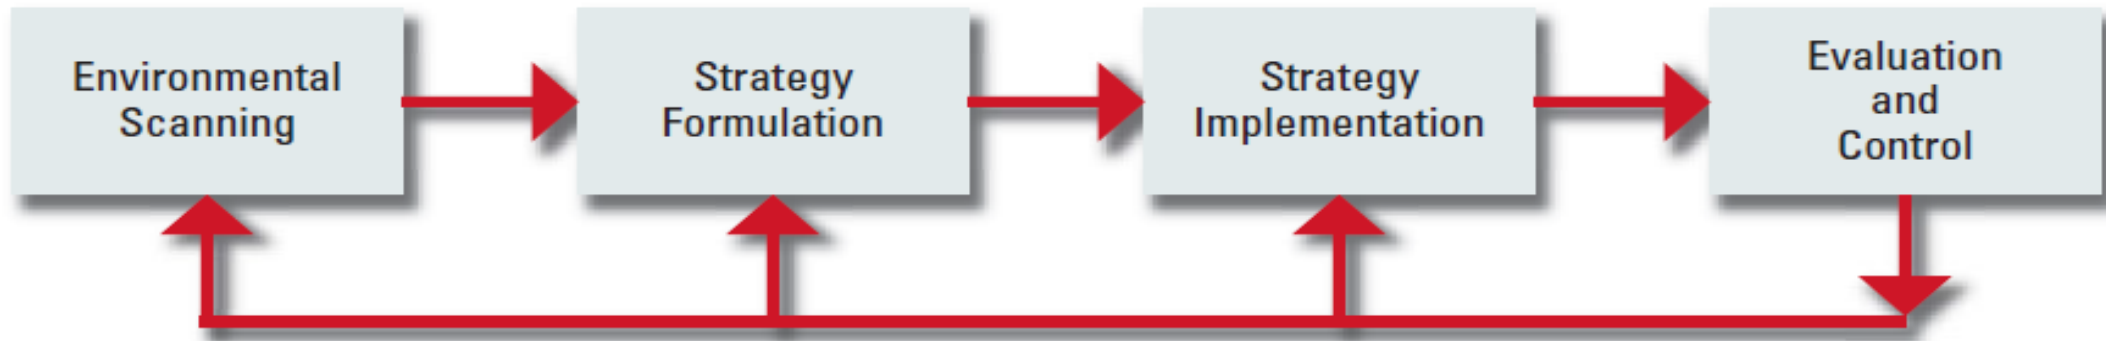 Environmental
Scanning
Strategy
Formulation
Strategy
Implementation
Evaluation
and
Control